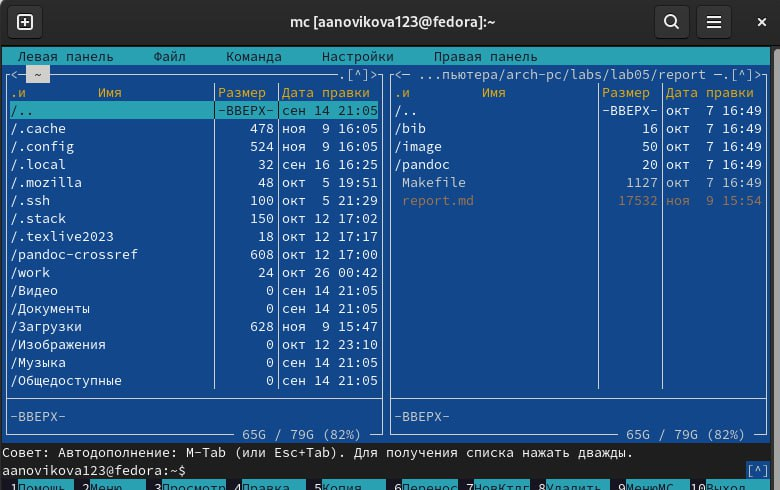 mc [aanovikova123@fedora]:~
Левая панель Файл Команда Настройки Правая панель
<— ~ .[^]>
.и Имя Размер Дата правки
/.. -ВВЕРХ- сен 14 21:05
/.cache 478 ноя 9 16:05
/.config 524 ноя 9 16:05
/.local 32 сен 16 16:25
/.mozilla 48 окт 5 19:51
/.ssh 100 окт 5 21:29
/.stack 150 окт 12 17:02
/.texlive2023 18 окт 12 17:17
/pandoc-crossref 608 окт 12 17:00
/work 24 окт 26 00:42
/Видео 0 сен 14 21:05
/Документы 0 сен 14 21:05
/Загрузки 628 ноя 9 15:47
/Изображения 0 окт 12 23:10
/Музыка 0 сен 14 21:05
/Общедоступные 0 сен 14 21:05
-ВВЕРХ-
65G / 79G (82%)
<— ...пьютера/arch-pc/labs/lab05/report —.[^]>
.и Имя Размер Дата правки
/.. -ВВЕРХ- окт 7 16:49
/bib 16 окт 7 16:49
/image 50 окт 7 16:49
/pandoc 20 окт 7 16:49
Makefile 1127 окт 7 16:49
report.md 17532 ноя 9 15:54
-ВВЕРХ-
65G / 79G (82%)
Совет: Автодополнение: M-Tab (или Esc+Tab). Для получения списка нажать дважды.
aanovikova123@fedora:~$ [^]
1Помощь 2Меню 3Просмотр 4Правка 5Копия 6Перенос 7НовКтлг 8Удалить 9МенюMC 10Выход